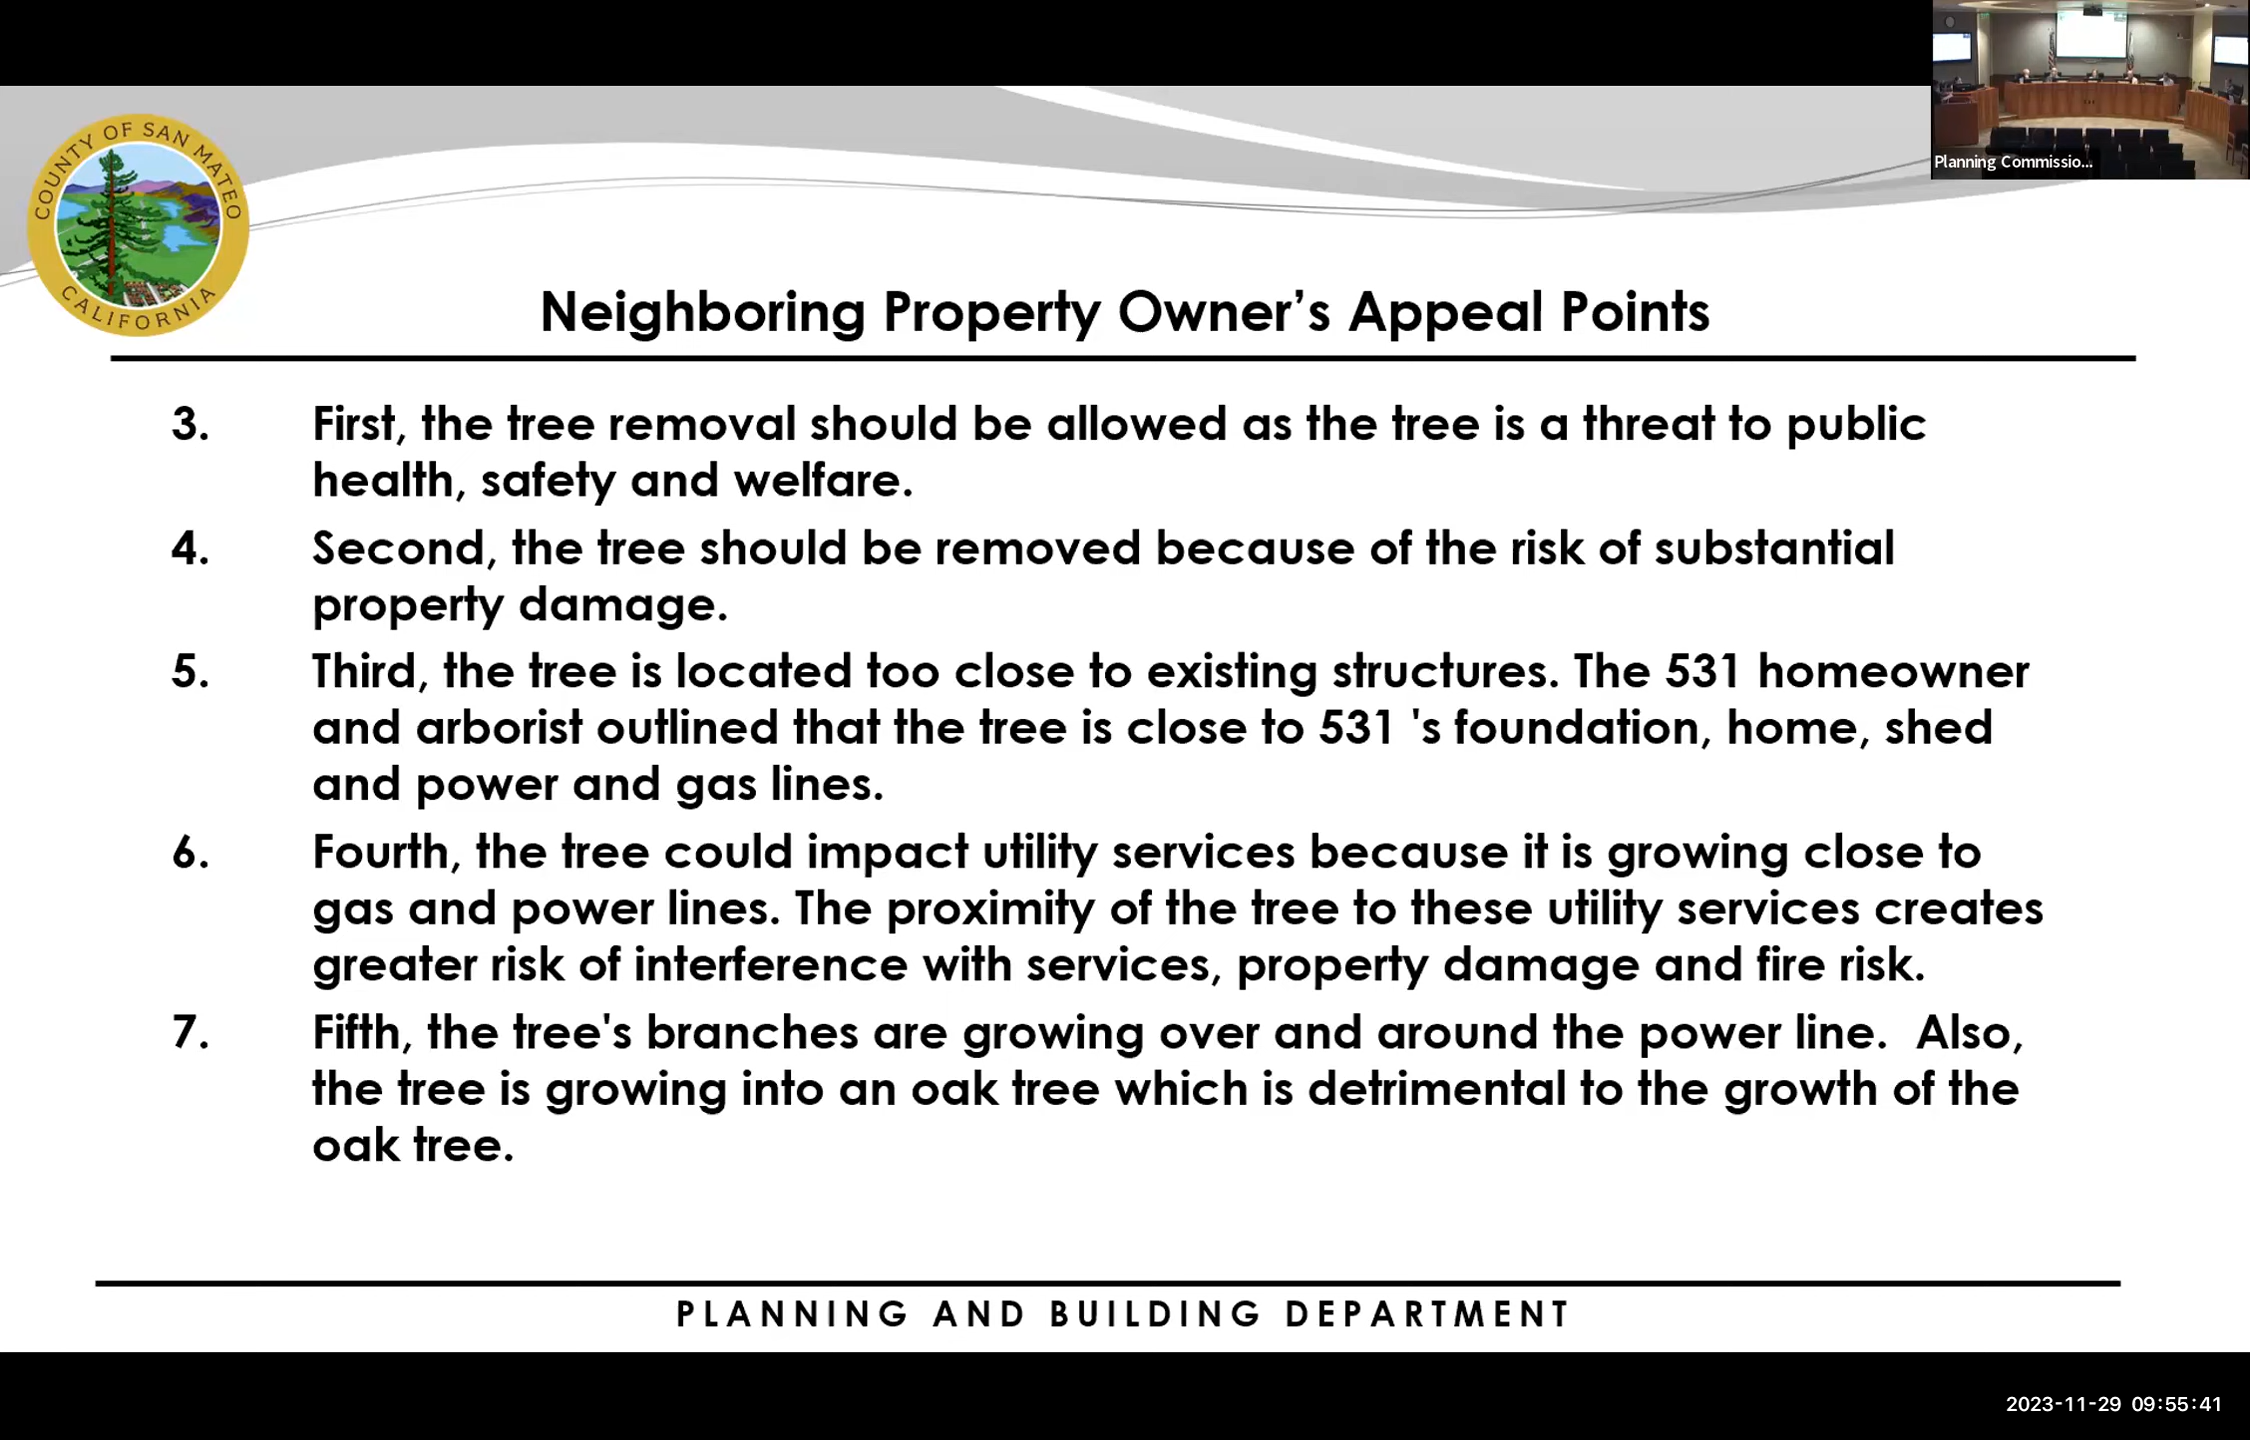 Planning Commissio...
COUNTY OF SAN MATEO
CALIFORNIA
Neighboring Property Owner’s Appeal Points
3. First, the tree removal should be allowed as the tree is a threat to public
health, safety and welfare.
4. Second, the tree should be removed because of the risk of substantial
property damage.
5. Third, the tree is located too close to existing structures. The 531 homeowner
and arborist outlined that the tree is close to 531 's foundation, home, shed
and power and gas lines.
6. Fourth, the tree could impact utility services because it is growing close to
gas and power lines. The proximity of the tree to these utility services creates
greater risk of interference with services, property damage and fire risk.
7. Fifth, the tree's branches are growing over and around the power line.  Also,
the tree is growing into an oak tree which is detrimental to the growth of the
oak tree.
PLANNING AND BUILDING DEPARTMENT
2023-11-29 09:55:41